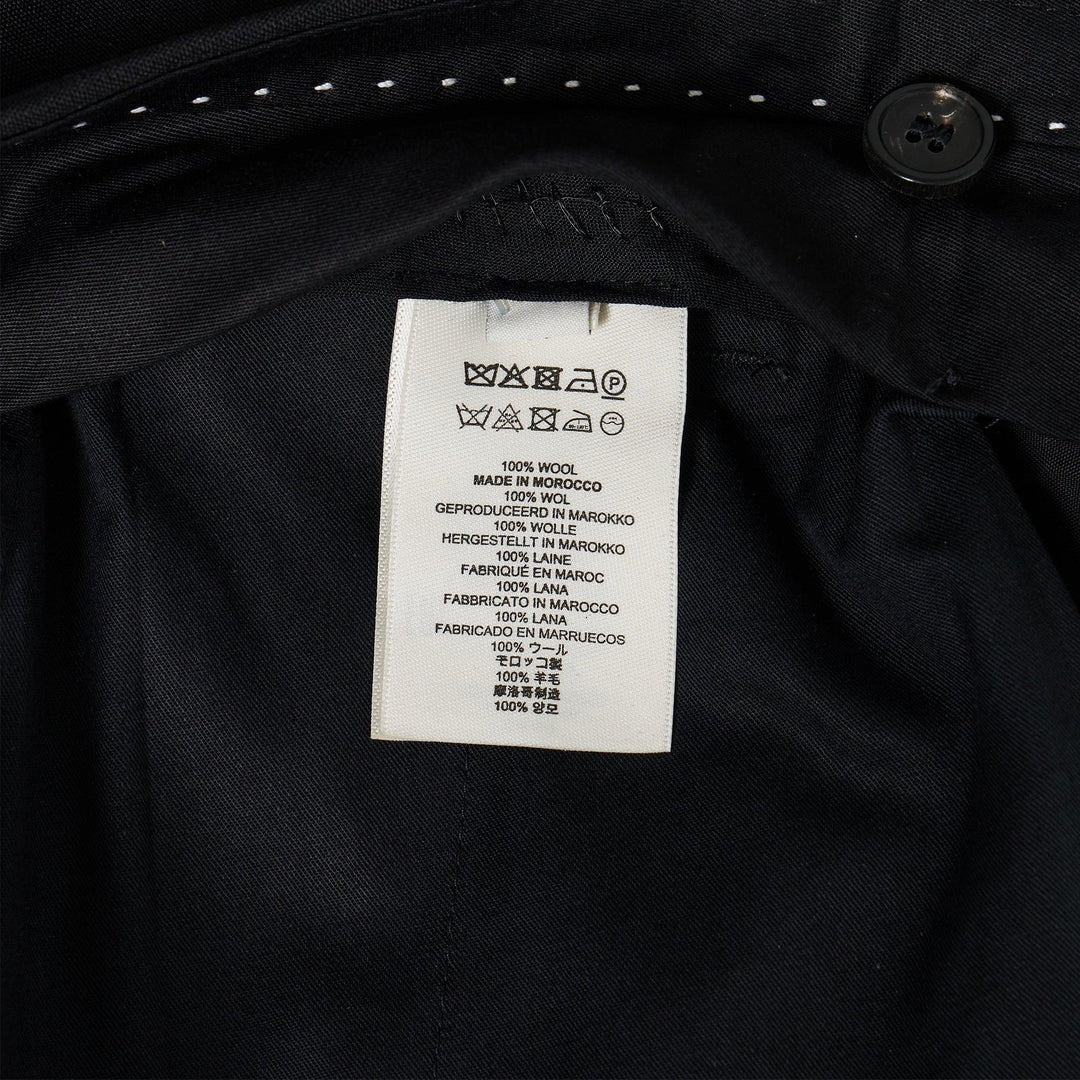 P
100% WOOL
MADE IN MOROCCO
100% WOL
GEPRODUCEERD IN MAROKKO
100% WOLLE
HERGESTELLT IN MAROKKO
100% LAINE
FABRIQUÉ EN MAROC
100% LANA
FABBRICATO IN MAROCCO
100% LANA
FABRICADO EN MARRUECOS
100% ウール
モロッコ製
100% 羊毛
摩洛哥制造
100% 양모